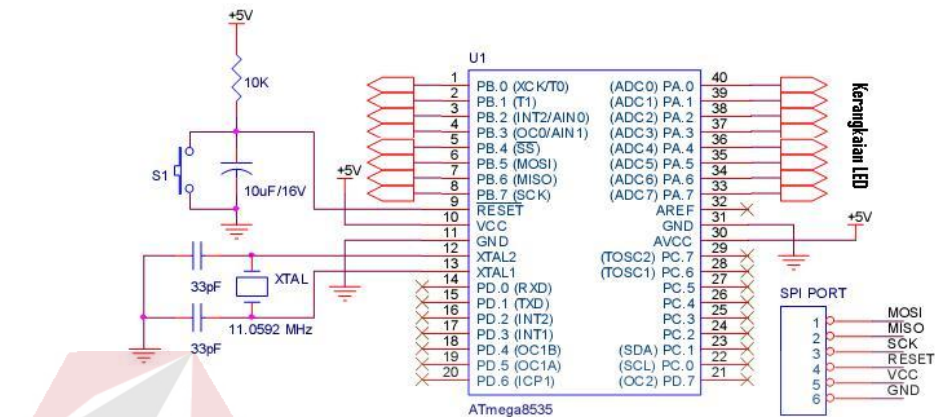 +5V
10K
S1
10uF/16V
+5V
33pF
XTAL
11.0592 MHz
33pF
U1
1 PB.0 (XCK/T0) (ADC0) PA.0 40
2 PB.1 (T1) (ADC1) PA.1 39
3 PB.2 (INT2/AIN0) (ADC2) PA.2 38
4 PB.3 (OC0/AIN1) (ADC3) PA.3 37
5 PB.4 (SS) (ADC4) PA.4 36
6 PB.5 (MOSI) (ADC5) PA.5 35
7 PB.6 (MISO) (ADC6) PA.6 34
8 PB.7 (SCK) (ADC7) PA.7 33
9 RESET AREF 32
10 VCC GND 31
11 GND AVCC 30
12 XTAL2 (TOSC2) PC.7 29
13 XTAL1 (TOSC1) PC.6 28
14 PD.0 (RXD) PC.5 27
15 PD.1 (TXD) PC.4 26
16 PD.2 (INT2) PC.3 25
17 PD.3 (INT1) PC.2 24
18 PD.4 (OC1B) (SDA) PC.1 23
19 PD.5 (OC1A) (SCL) PC.0 22
20 PD.6 (ICP1) (OC2) PD.7 21
ATmega8535
Kerangkaian LED
+5V
SPI PORT
1 MOSI
2 MISO
3 SCK
4 RESET
5 VCC
6 GND